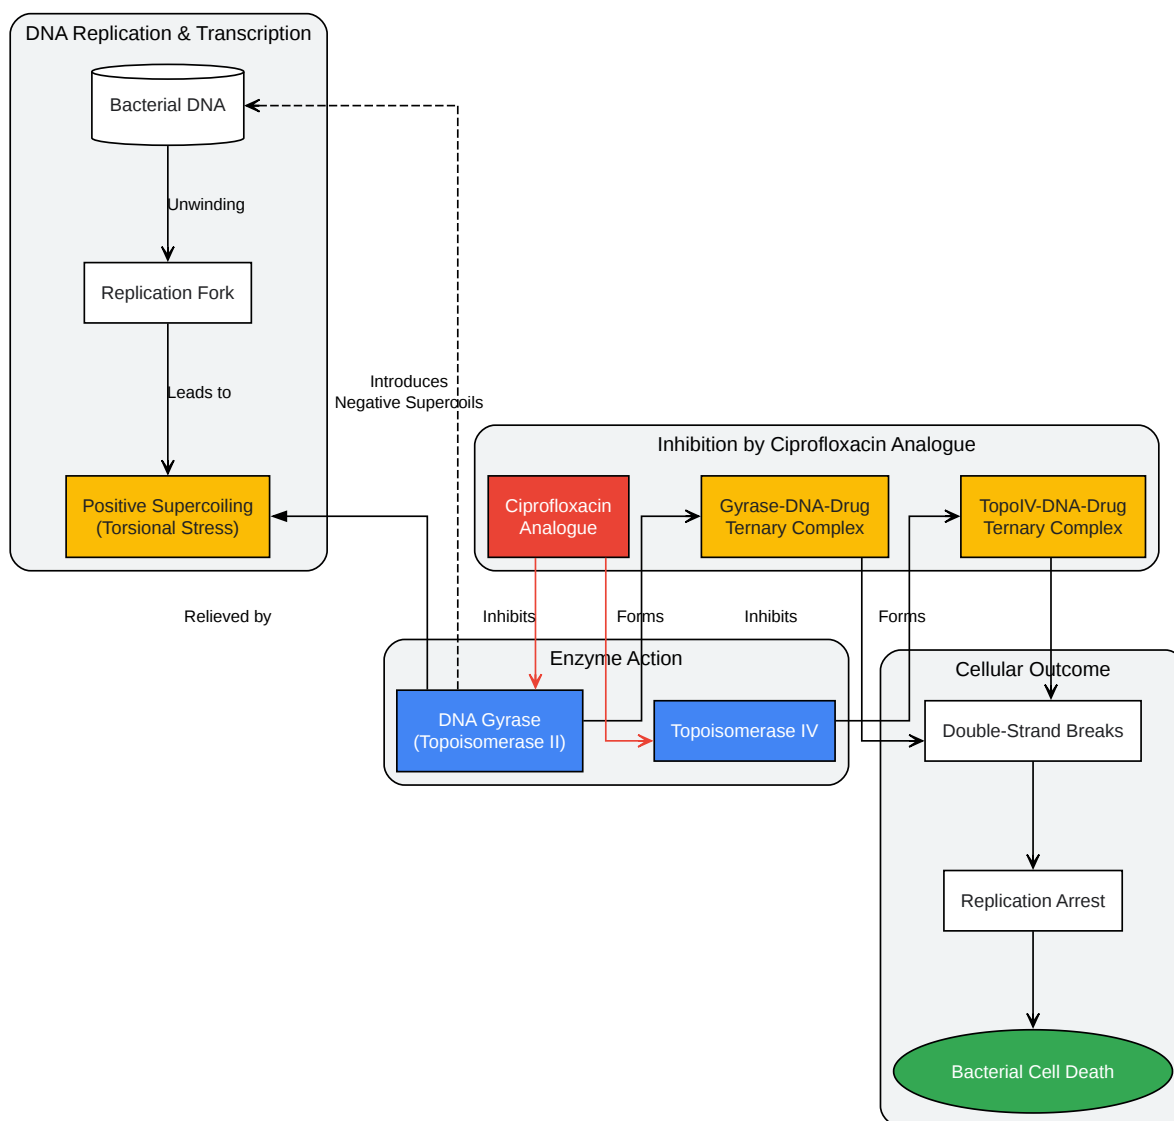 DNA Replication & Transcription
Bacterial DNA
Unwinding
Replication Fork
Leads to
Positive Supercoiling
(Torsional Stress)
Introduces
Negative Supercoils
Relieved by
Inhibition by Ciprofloxacin Analogue
Ciprofloxacin
Analogue
Gyrase-DNA-Drug
Ternary Complex
TopoIV-DNA-Drug
Ternary Complex
Inhibits
Forms
Inhibits
Forms
Enzyme Action
DNA Gyrase
(Topoisomerase II)
Topoisomerase IV
Cellular Outcome
Double-Strand Breaks
Replication Arrest
Bacterial Cell Death